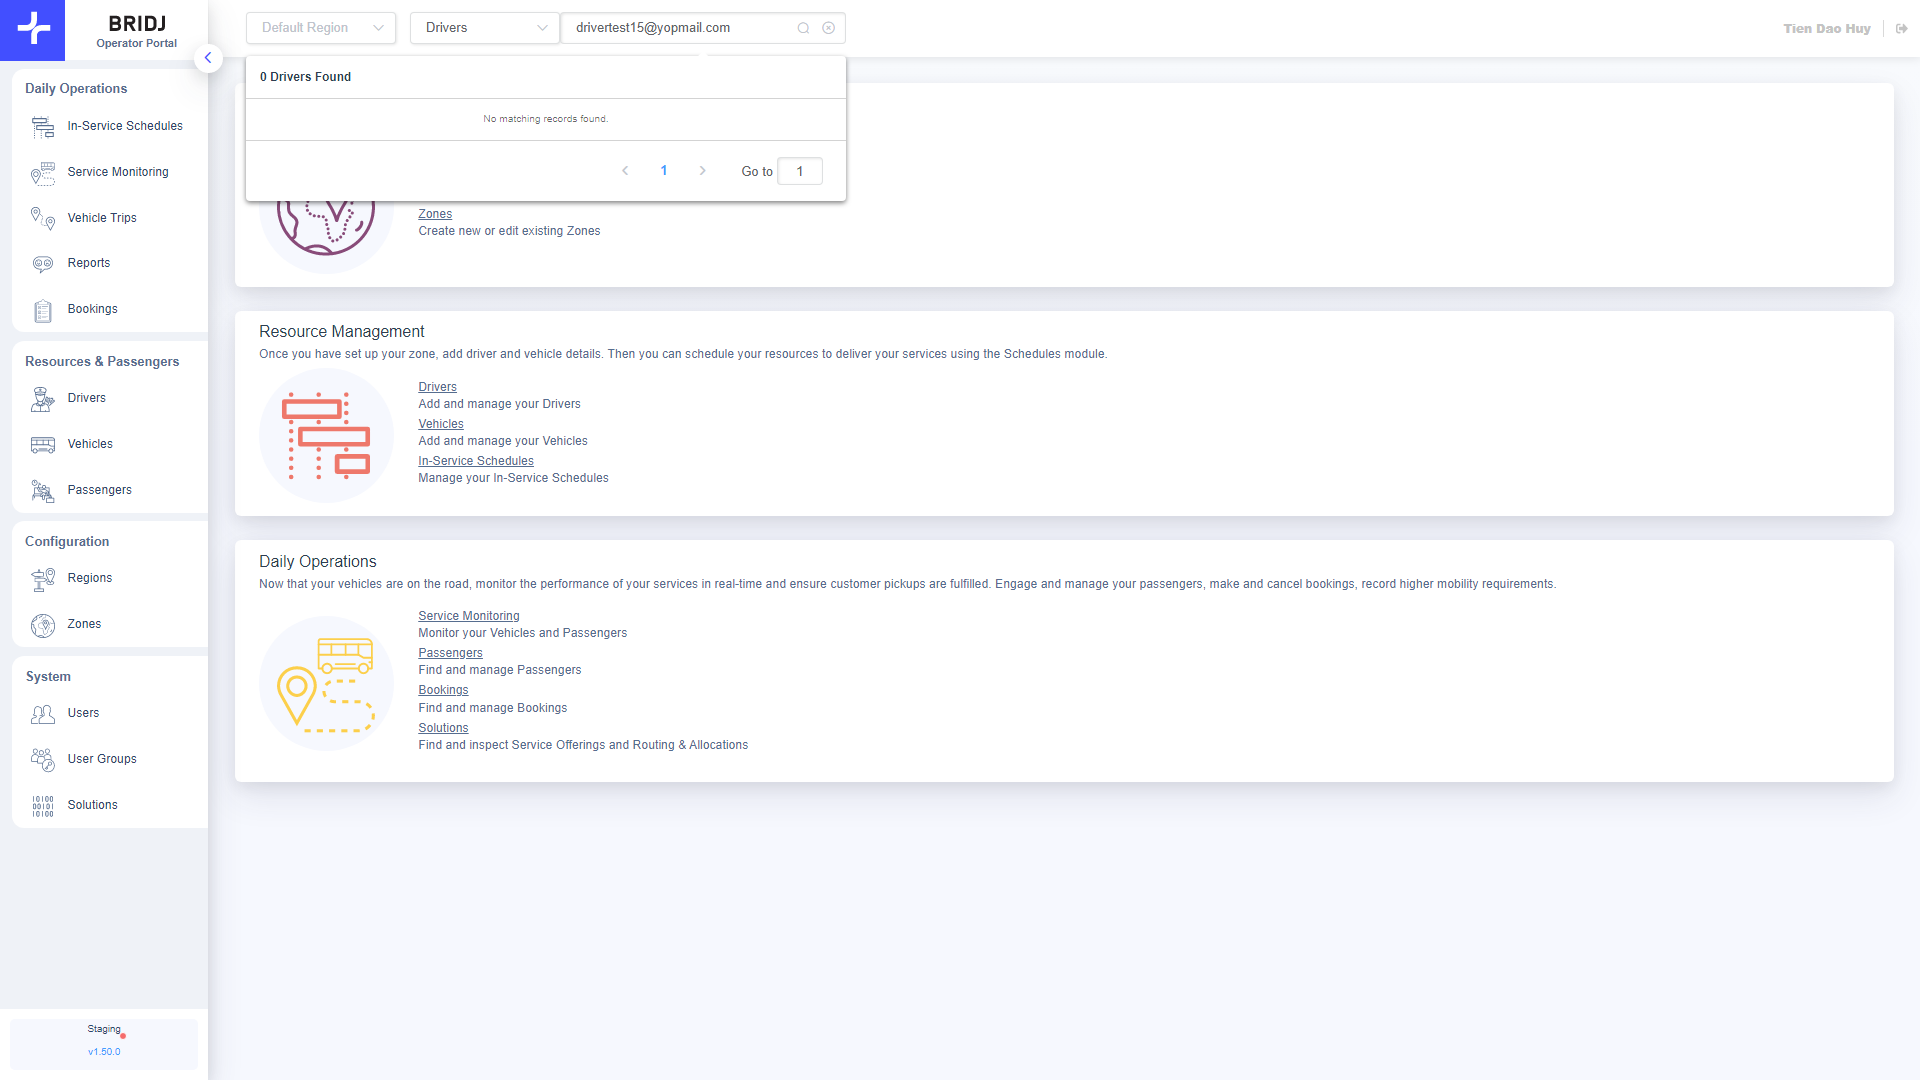 BRIDJ
Operator Portal
Default Region
Drivers
drivertest15@yopmail.com
Tien Dao Huy
0 Drivers Found
No matching records found.
1
Go to
1
Daily Operations
In-Service Schedules
Service Monitoring
Vehicle Trips
Reports
Bookings
Resources & Passengers
Drivers
Vehicles
Passengers
Configuration
Regions
Zones
System
Users
User Groups
Solutions
Staging
v1.50.0
Zones
Create new or edit existing Zones
Resource Management
Once you have set up your zone, add driver and vehicle details. Then you can schedule your resources to deliver your services using the Schedules module.
Drivers
Add and manage your Drivers
Vehicles
Add and manage your Vehicles
In-Service Schedules
Manage your In-Service Schedules
Daily Operations
Now that your vehicles are on the road, monitor the performance of your services in real-time and ensure customer pickups are fulfilled. Engage and manage your passengers, make and cancel bookings, record higher mobility requirements.
Service Monitoring
Monitor your Vehicles and Passengers
Passengers
Find and manage Passengers
Bookings
Find and manage Bookings
Solutions
Find and inspect Service Offerings and Routing & Allocations